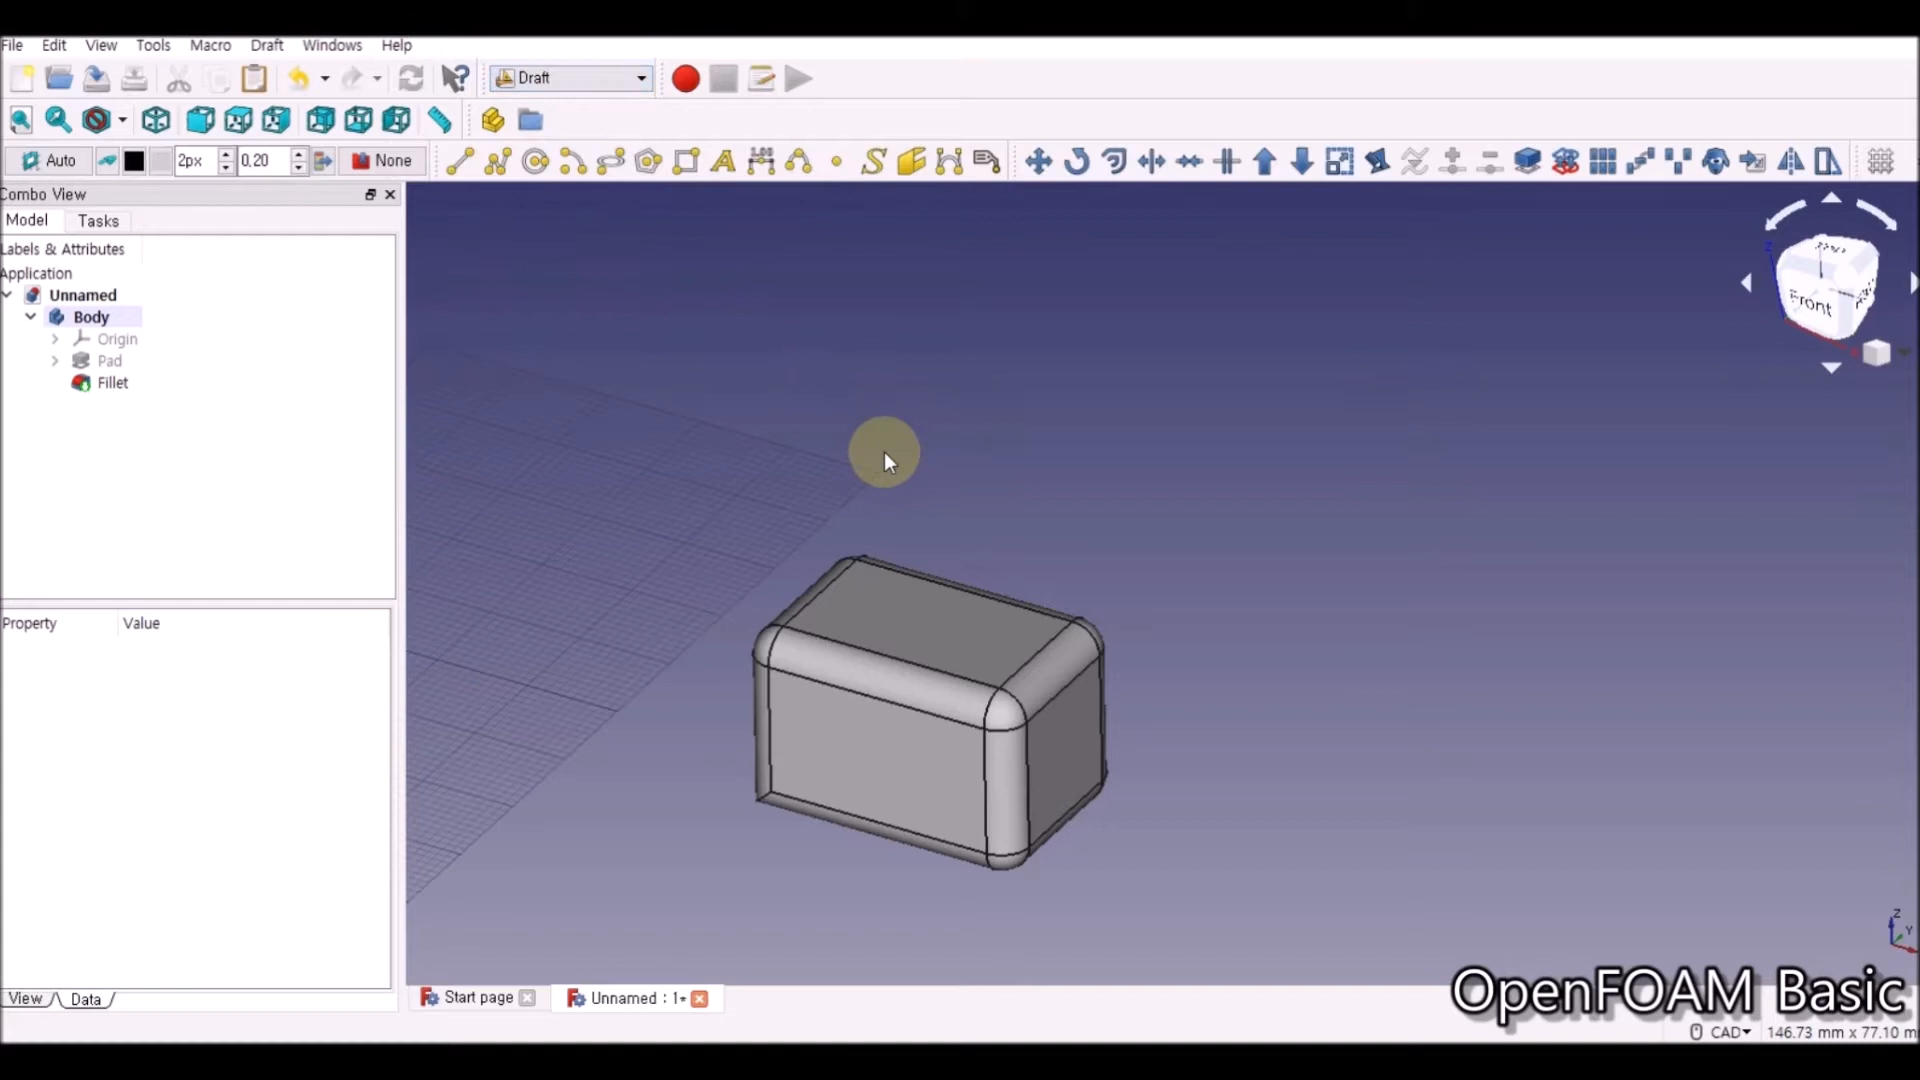 File Edit View Tools Macro Draft Windows Help
Draft
Auto 2px 0,20 None
Combo View
Model Tasks
Labels & Attributes
Application
Unnamed
Body
Origin
Pad
Fillet
Front
Property Value
View Data
Start page Unnamed : 1*
Z
Y
OpenFOAM Basic
CAD 146.73 mm x 77.10 m